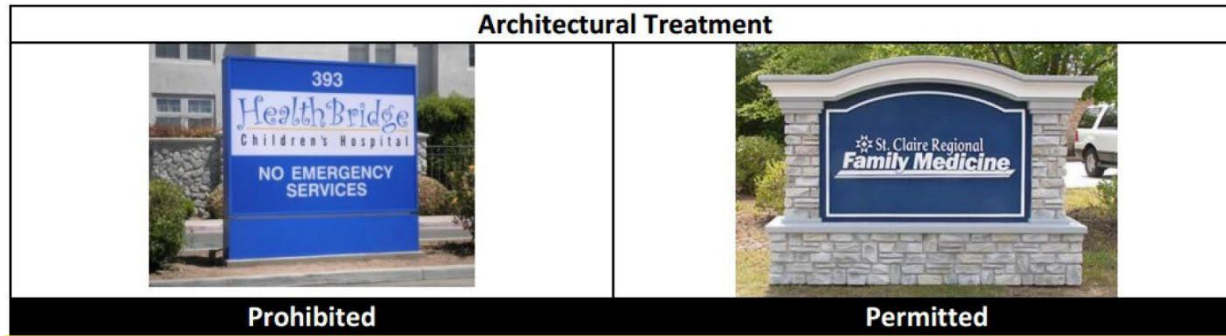 Architectural Treatment
393
HealthBridge
Children's Hospital
NO EMERGENCY
SERVICES
St. Claire Regional
Family Medicine
Prohibited
Permitted